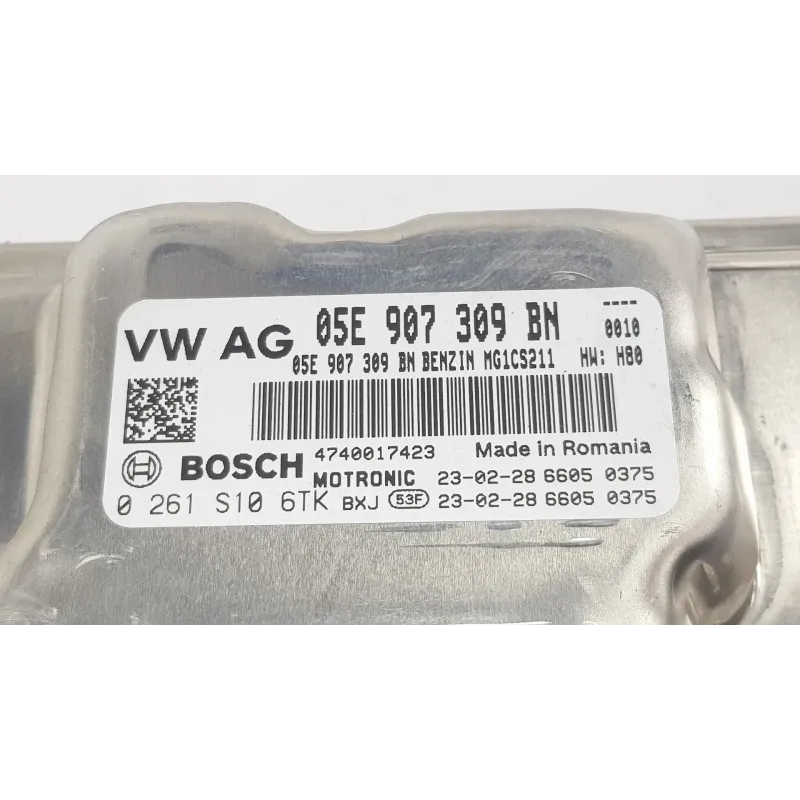 VW AG 05E 907 309 BN ----
0010
05E 907 309 BN BENZIN MG1CS211 HW: H80
4740017423 Made in Romania
BOSCH MOTRONIC 23-02-28 6605 0375
0 261 S10 6TK BXJ 53F 23-02-28 6605 0375